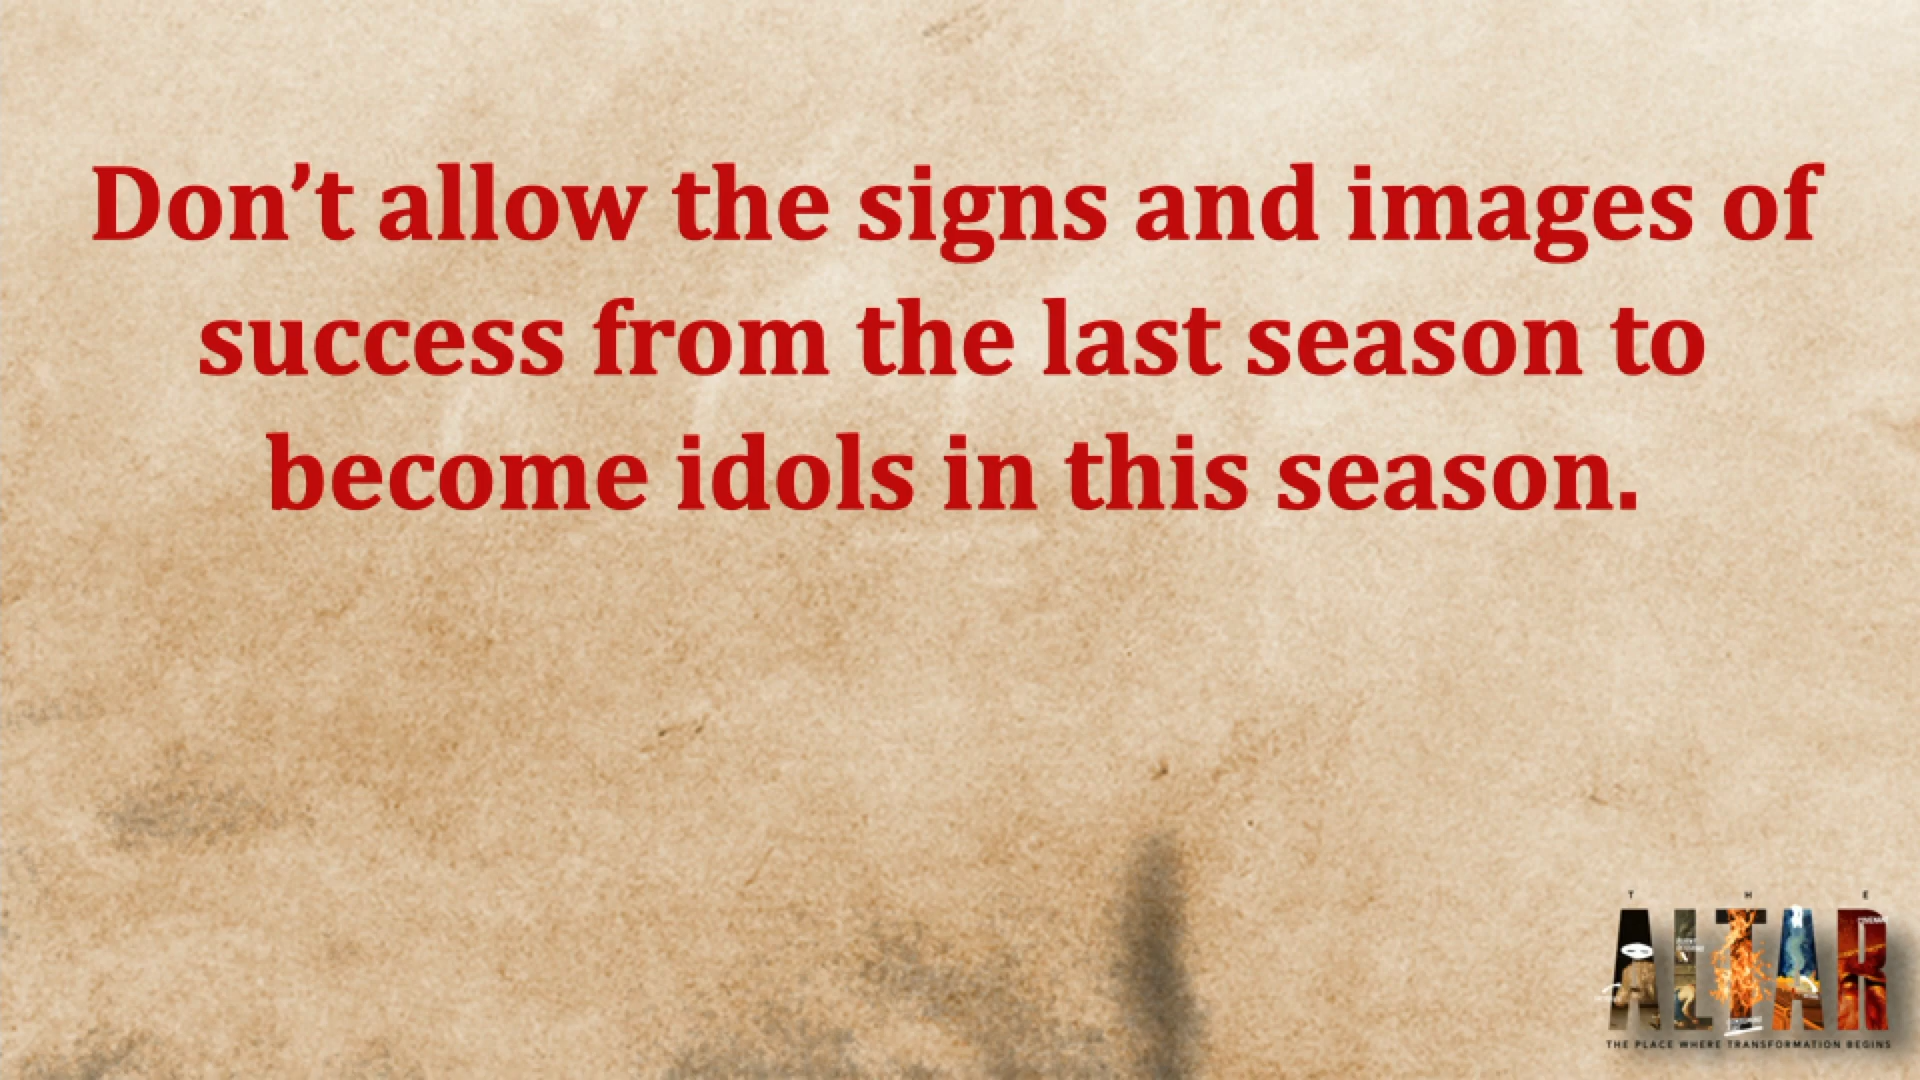 Don’t allow the signs and images of
success from the last season to
become idols in this season.
THE
ALTAR
THE PLACE WHERE TRANSFORMATION BEGINS